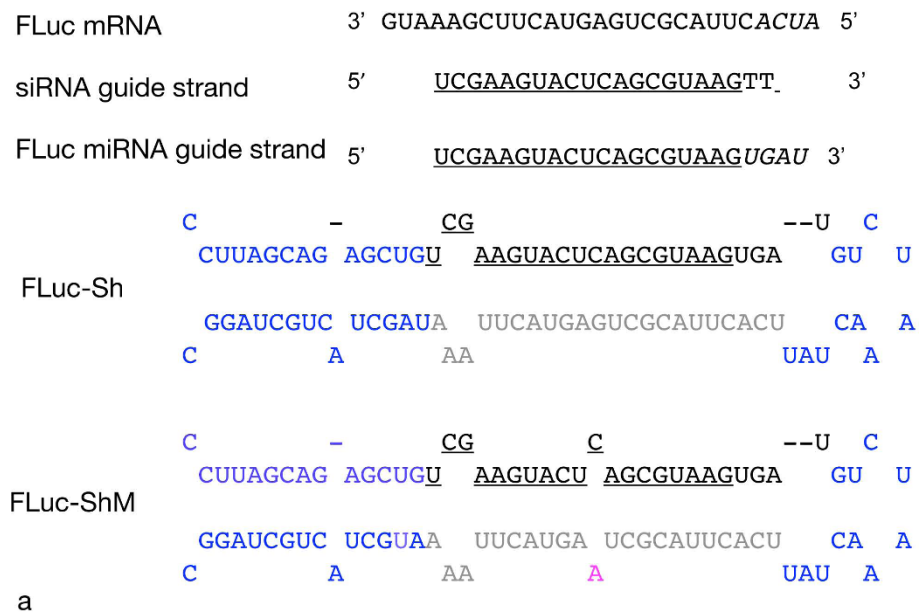 FLuc mRNA 3' GUAAAGCUUCAUGAGUCGCAUUCACUA 5'
siRNA guide strand 5' UCGAAGUACUCAGCGUAAGTT 3'
FLuc miRNA guide strand 5' UCGAAGUACUCAGCGUAAGUGAU 3'
C - CG --U C
CUUAGCAG AGCUGU AAGUACUCAGCGUAAGUGA GU U
FLuc-Sh
GGAUCGUC UCGAUA UUCAUGAGUCGCAUUCACU CA A
C A AA UAU A
C - CG C --U C
CUUAGCAG AGCUGU AAGUACU AGCGUAAGUGA GU U
FLuc-ShM
GGAUCGUC UCGUAA UUCAUGA UCGCAUUCACU CA A
C A AA A UAU A
a